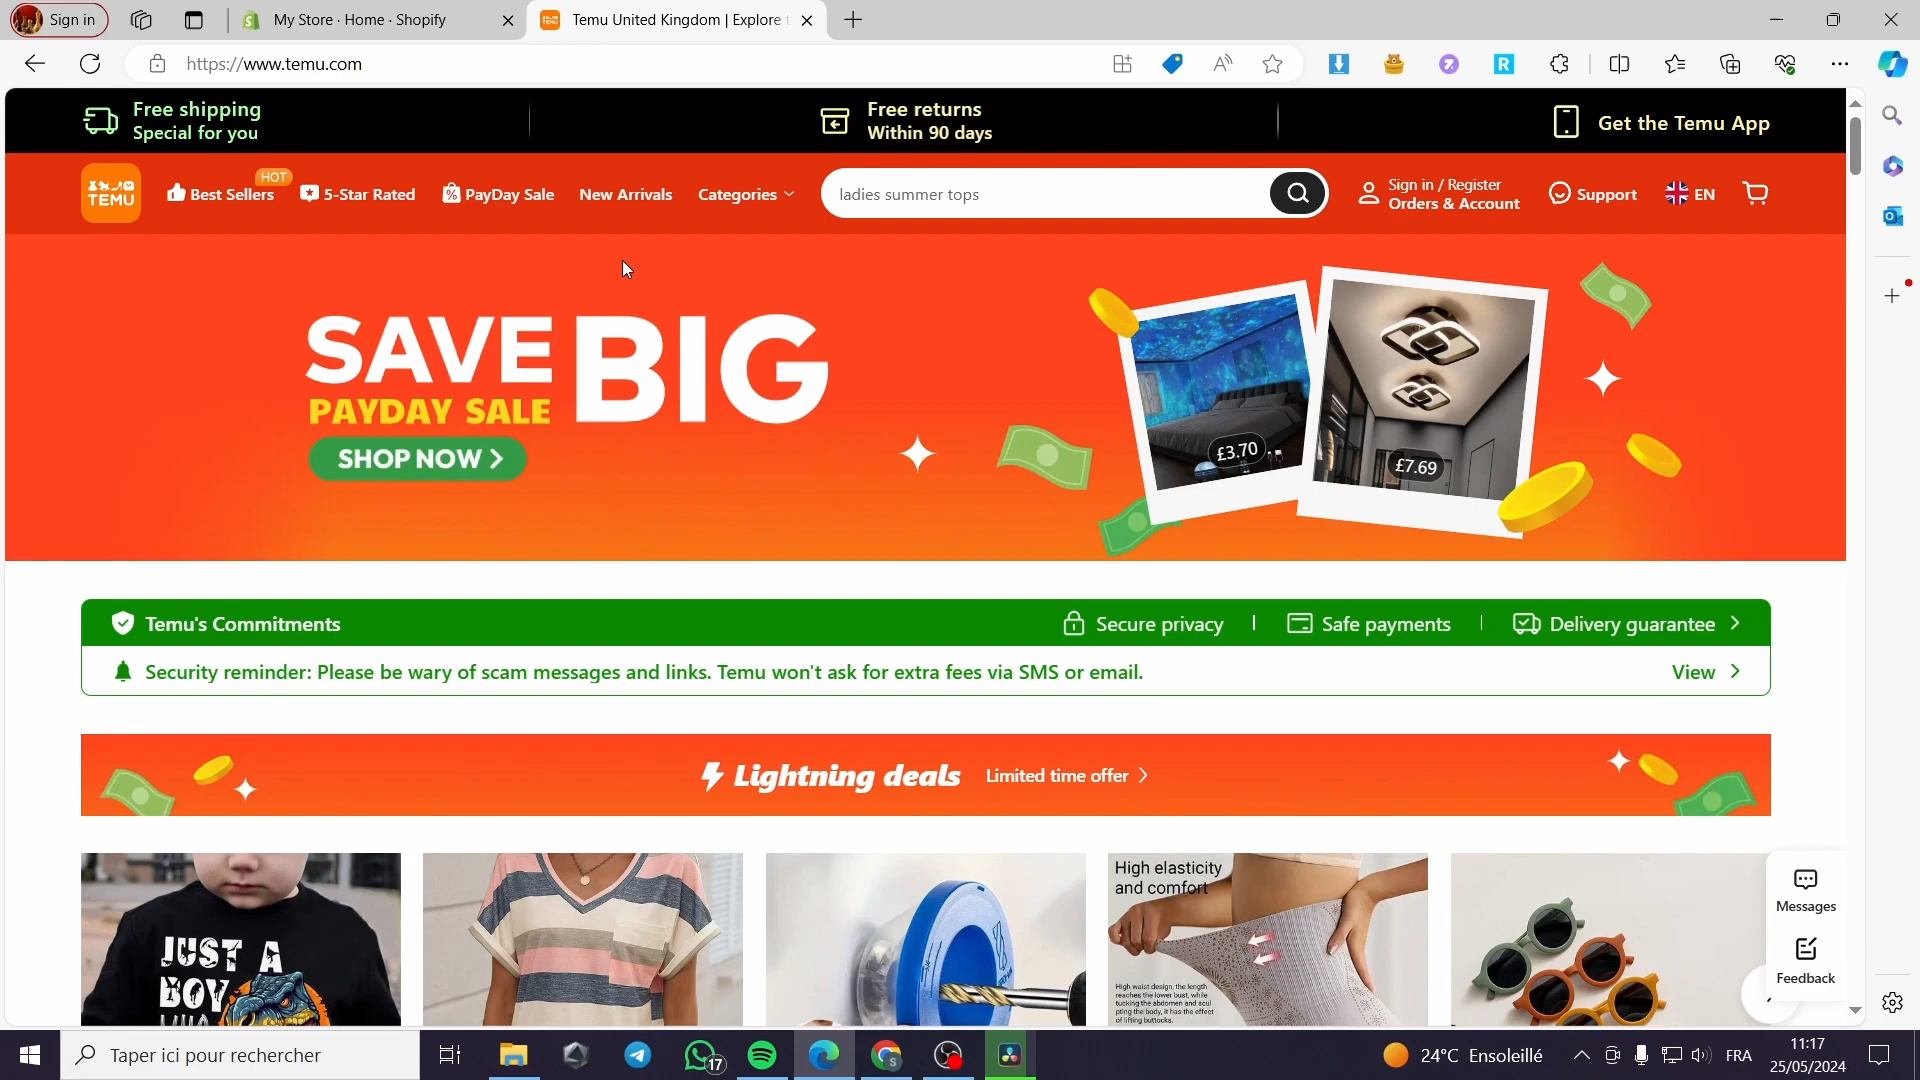 Sign in
My Store · Home · Shopify
Temu United Kingdom | Explore t
https://www.temu.com
Free shipping
Special for you
Free returns
Within 90 days
Get the Temu App
TEMU
Best Sellers
HOT
5-Star Rated
PayDay Sale
New Arrivals
Categories
ladies summer tops
Sign in / Register
Orders & Account
Support
EN
SAVE BIG
PAYDAY SALE
SHOP NOW
£3.70
£7.69
Temu's Commitments
Secure privacy
Safe payments
Delivery guarantee
Security reminder: Please be wary of scam messages and links. Temu won't ask for extra fees via SMS or email.
View
Lightning deals
Limited time offer
JUST A
BOY
WHO
High elasticity
and comfort
High waist design, the length
reaches the lower bust, while
tucking the abdomen and scul
pting the body, it has the effect
of lifting buttocks.
Messages
Feedback
Taper ici pour rechercher
17
24°C Ensoleillé
FRA
11:17
25/05/2024